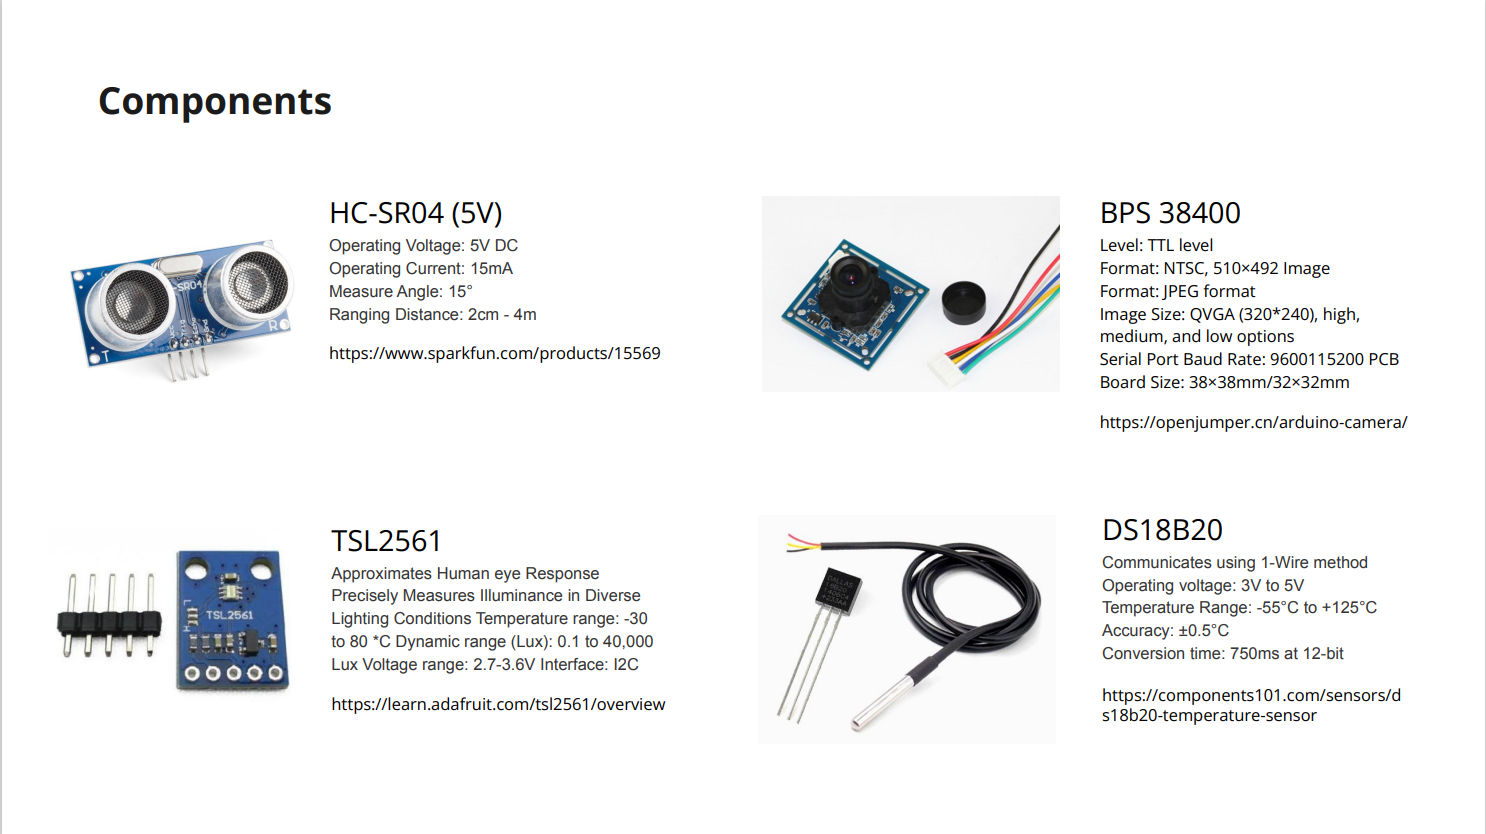 Components
HC-SR04 (5V)
Operating Voltage: 5V DC
Operating Current: 15mA
Measure Angle: 15°
Ranging Distance: 2cm - 4m
https://www.sparkfun.com/products/15569
SR04
T
R
BPS 38400
Level: TTL level
Format: NTSC, 510×492 Image
Format: JPEG format
Image Size: QVGA (320*240), high,
medium, and low options
Serial Port Baud Rate: 9600115200 PCB
Board Size: 38×38mm/32×32mm
https://openjumper.cn/arduino-camera/
TSL2561
Approximates Human eye Response
Precisely Measures Illuminance in Diverse
Lighting Conditions Temperature range: -30
to 80 *C Dynamic range (Lux): 0.1 to 40,000
Lux Voltage range: 2.7-3.6V Interface: I2C
https://learn.adafruit.com/tsl2561/overview
TSL2561
DS18B20
Communicates using 1-Wire method
Operating voltage: 3V to 5V
Temperature Range: -55°C to +125°C
Accuracy: ±0.5°C
Conversion time: 750ms at 12-bit
https://components101.com/sensors/d
s18b20-temperature-sensor
DALLAS